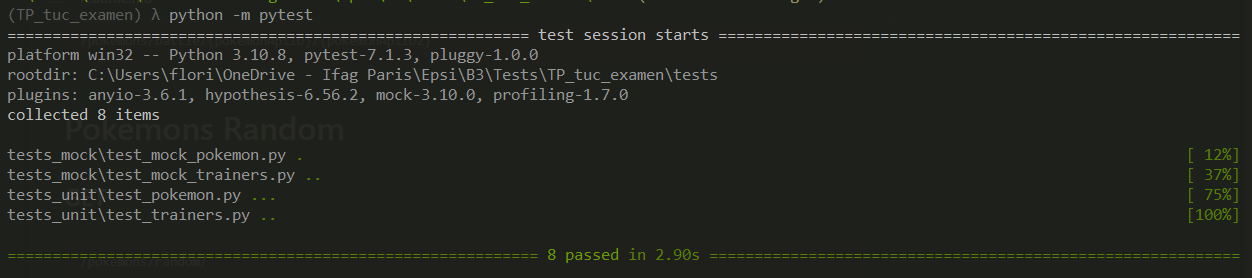 (TP_tuc_examen) λ python -m pytest
========================================================== test session starts ==========================================================
platform win32 -- Python 3.10.8, pytest-7.1.3, pluggy-1.0.0
rootdir: C:\Users\flori\OneDrive - Ifag Paris\Epsi\B3\Tests\TP_tuc_examen\tests
plugins: anyio-3.6.1, hypothesis-6.56.2, mock-3.10.0, profiling-1.7.0
collected 8 items
Pokemons Random
tests_mock\test_mock_pokemon.py . [ 12%]
tests_mock\test_mock_trainers.py .. [ 37%]
tests_unit\test_pokemon.py ... [ 75%]
tests_unit\test_trainers.py .. [100%]
=========================================================== 8 passed in 2.90s ===========================================================